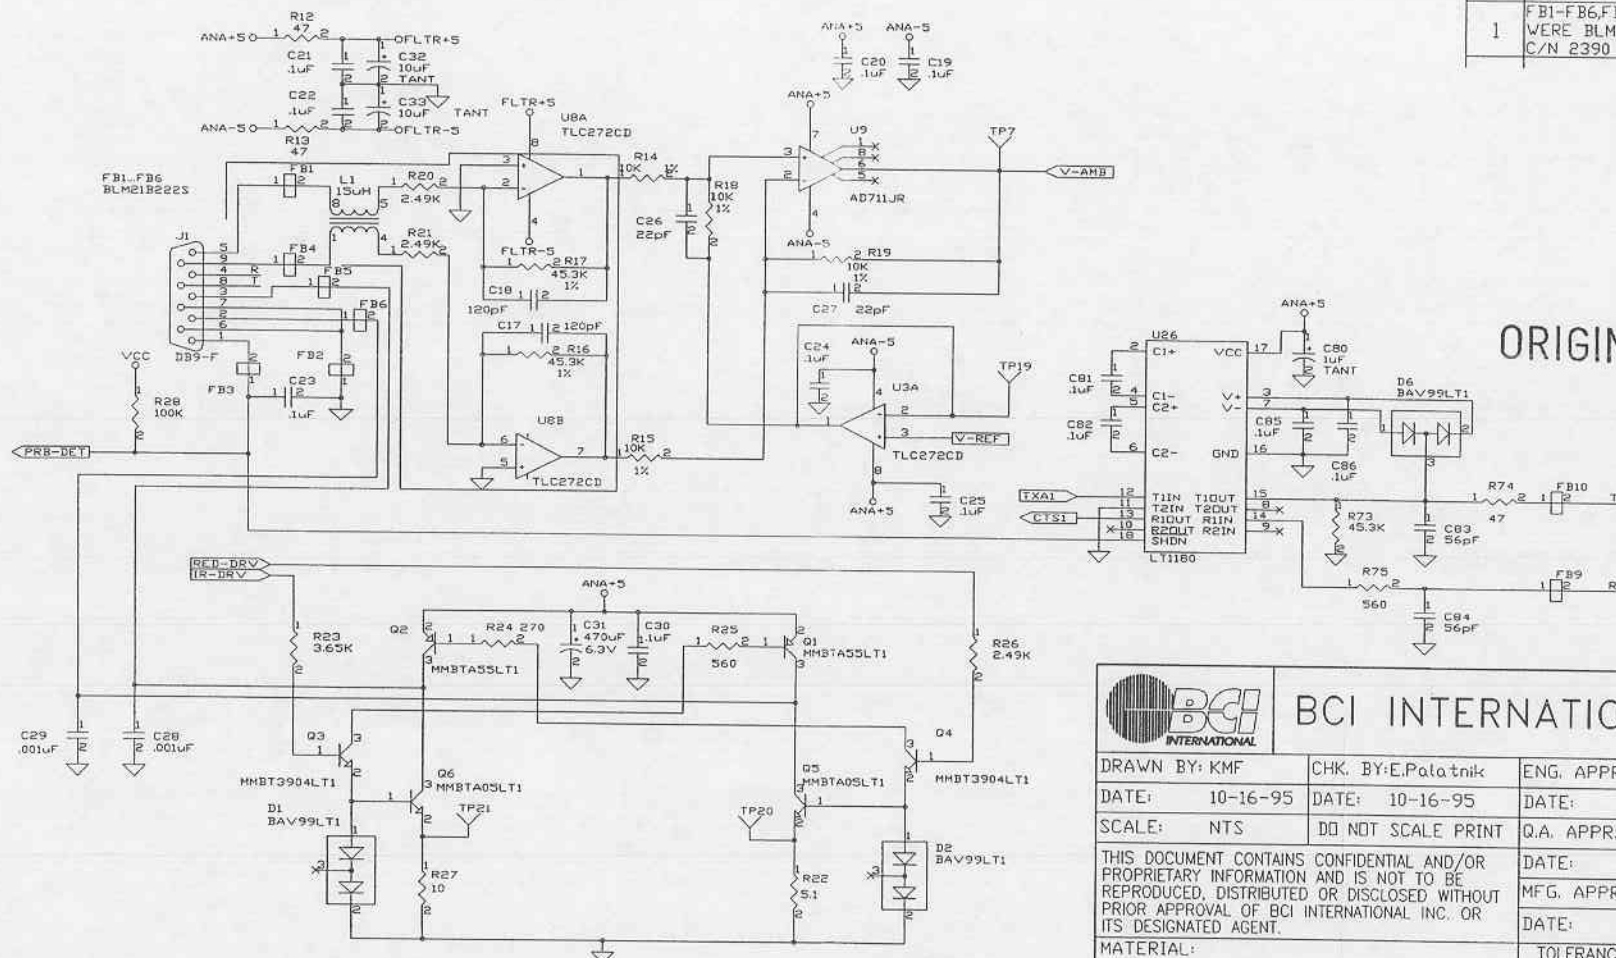 1
FB1-FB6,F
WERE BLM
C/N 2390
R12
47
ANA+5
FLTR+5
C21
.1uF
C32
10uF
TANT
C22
.1uF
C33
10uF
TANT
ANA-5
FLTR-5
R13
47
FB1..FB6
BLM21B222S
FB1
L1
15uH
R20
2.49K
R21
2.49K
FLTR+5
U8A
TLC272CD
FLTR-5
R17
45.3K
1%
C18
120pF
C17
120pF
R16
45.3K
1%
U8B
TLC272CD
R14
10K
1%
R15
10K
1%
C26
22pF
R18
10K
1%
ANA+5
ANA-5
C20
.1uF
C19
.1uF
ANA+5
U9
AD711JR
ANA-5
TP7
V-AMB
R19
10K
1%
C27
22pF
C24
.1uF
ANA-5
U3A
TP19
V-REF
TLC272CD
ANA+5
C25
.1uF
J1
5
9
4
8
3
7
2
6
1
R
T
DB9-F
FB4
FB5
FB6
FB2
FB3
C23
.1uF
VCC
R28
100K
PRB-DET
ORIGIN
U26
ANA+5
C80
1uF
TANT
C81
.1uF
C82
.1uF
C1+
C1-
C2+
C2-
VCC
V+
V-
GND
T1IN
T2IN
R1OUT
R2OUT
SHDN
T1OUT
T2OUT
R1IN
R2IN
LT1180
TXA1
CTS1
C85
.1uF
C86
.1uF
D6
BAV99LT1
R73
45.3K
C83
56pF
R74
47
FB10
R75
560
FB9
C84
56pF
RED-DRV
IR-DRV
R23
3.65K
Q2
MMBTA55LT1
R24 270
ANA+5
C31
470uF
6.3V
C30
.1uF
R25
560
Q1
MMBTA55LT1
R26
2.49K
C29
.001uF
C28
.001uF
Q3
MMBT3904LT1
Q6
MMBTA05LT1
TP21
D1
BAV99LT1
R27
10
TP20
Q5
MMBTA05LT1
Q4
MMBT3904LT1
D2
BAV99LT1
R22
5.1
BCI
INTERNATIONAL
BCI INTERNATIO
DRAWN BY: KMF
CHK. BY:E.Palatnik
ENG. APPR
DATE: 10-16-95
DATE: 10-16-95
DATE:
SCALE: NTS
DO NOT SCALE PRINT
Q.A. APPR.
THIS DOCUMENT CONTAINS CONFIDENTIAL AND/OR
PROPRIETARY INFORMATION AND IS NOT TO BE
REPRODUCED, DISTRIBUTED OR DISCLOSED WITHOUT
PRIOR APPROVAL OF BCI INTERNATIONAL INC. OR
ITS DESIGNATED AGENT.
DATE:
MFG. APPR
DATE:
MATERIAL:
TOLERANC